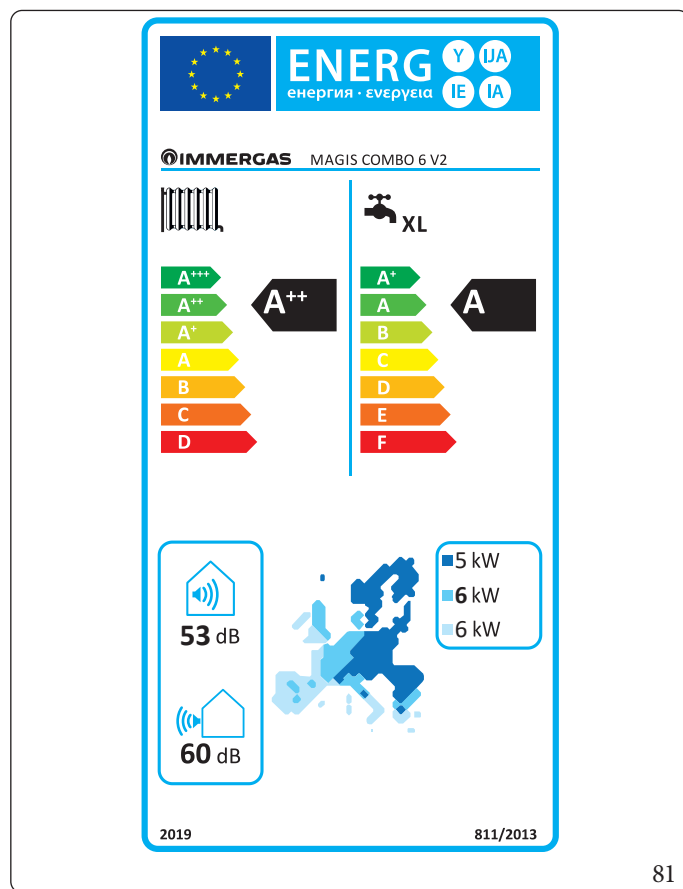 ENERG Y IJA
енергия · ενεργεια IE IA
IMMERGAS MAGIS COMBO 6 V2
XL
A+++
A++
A+
A
B
C
D
A++
A+
A
B
C
D
E
F
A
53 dB
60 dB
5 kW
6 kW
6 kW
2019 811/2013
81